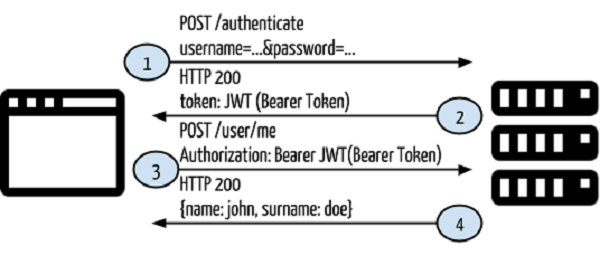 POST /authenticate
username=...&password=...
1
HTTP 200
token: JWT (Bearer Token)
2
POST /user/me
Authorization: Bearer JWT(Bearer Token)
3
HTTP 200
{name: john, surname: doe}
4